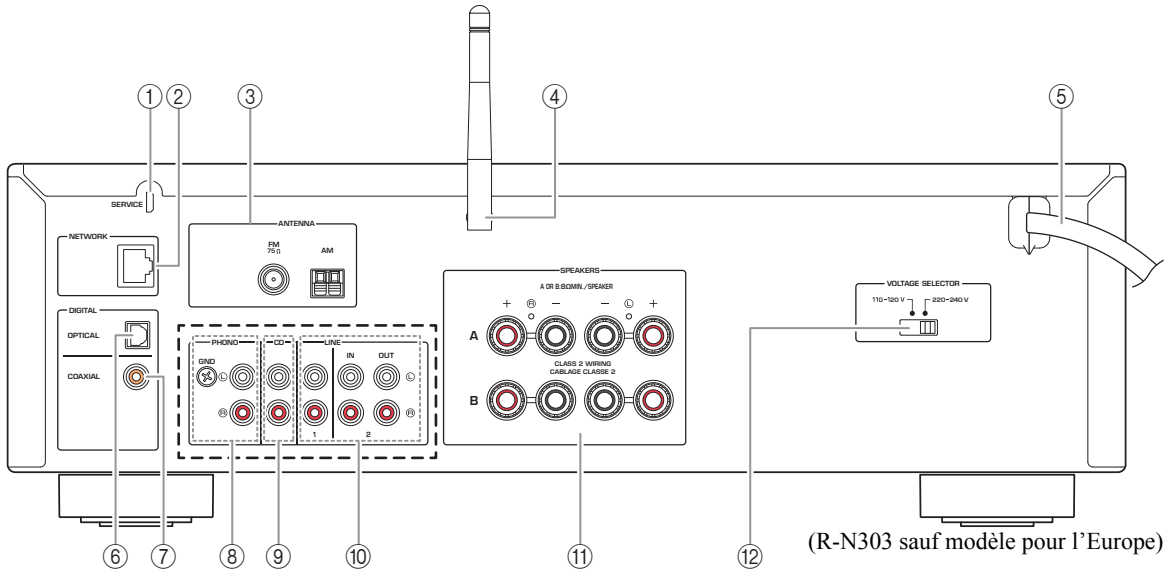 ① ② ③ ④ ⑤
SERVICE
NETWORK
ANTENNA
FM
75 Ω
AM
SPEAKERS
A OR B:8ΩMIN./SPEAKER
+ Ⓡ − − Ⓛ +
A
CLASS 2 WIRING
CABLAGE CLASSE 2
B
VOLTAGE SELECTOR
110-120 V 220-240 V
DIGITAL
OPTICAL
COAXIAL
PHONO CD LINE
GND IN OUT
Ⓛ Ⓛ
Ⓡ Ⓡ
1 2
⑥ ⑦ ⑧ ⑨ ⑩ ⑪ ⑫
(R-N303 sauf modèle pour l’Europe)